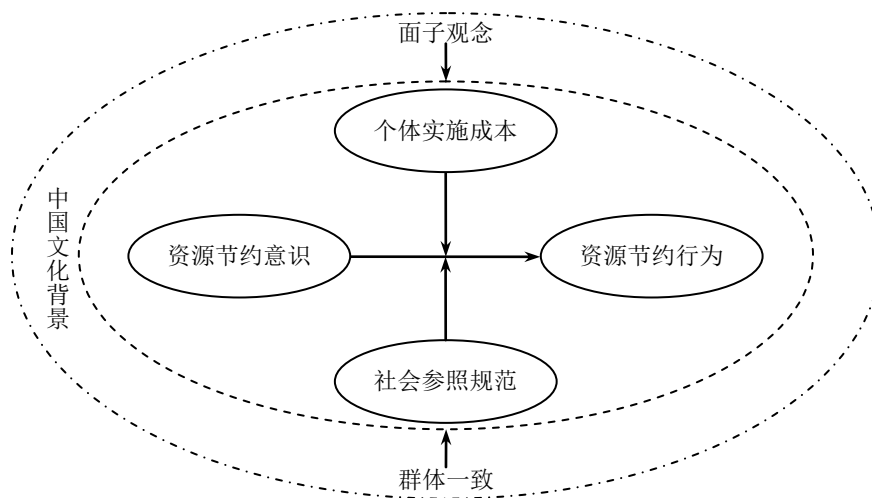 面子观念
个体实施成本
中国文化背景
资源节约意识
资源节约行为
社会参照规范
群体一致